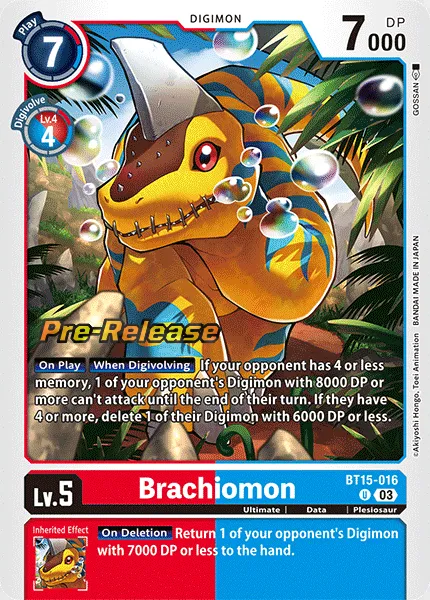 DIGIMON
Play
7
7000
DP
Digivolve
Lv.4
4
GOSSAN
©Akiyoshi Hongo, Toei Animation BANDAI MADE IN JAPAN
Pre-Release
On Play When Digivolving If your opponent has 4 or less
memory, 1 of your opponent's Digimon with 8000 DP or
more can't attack until the end of their turn. If they have
4 or more, delete 1 of their Digimon with 6000 DP or less.
Lv.5
Brachiomon
BT15-016
U 03
Ultimate | Data | Plesiosaur
Inherited Effect
On Deletion Return 1 of your opponent's Digimon
with 7000 DP or less to the hand.